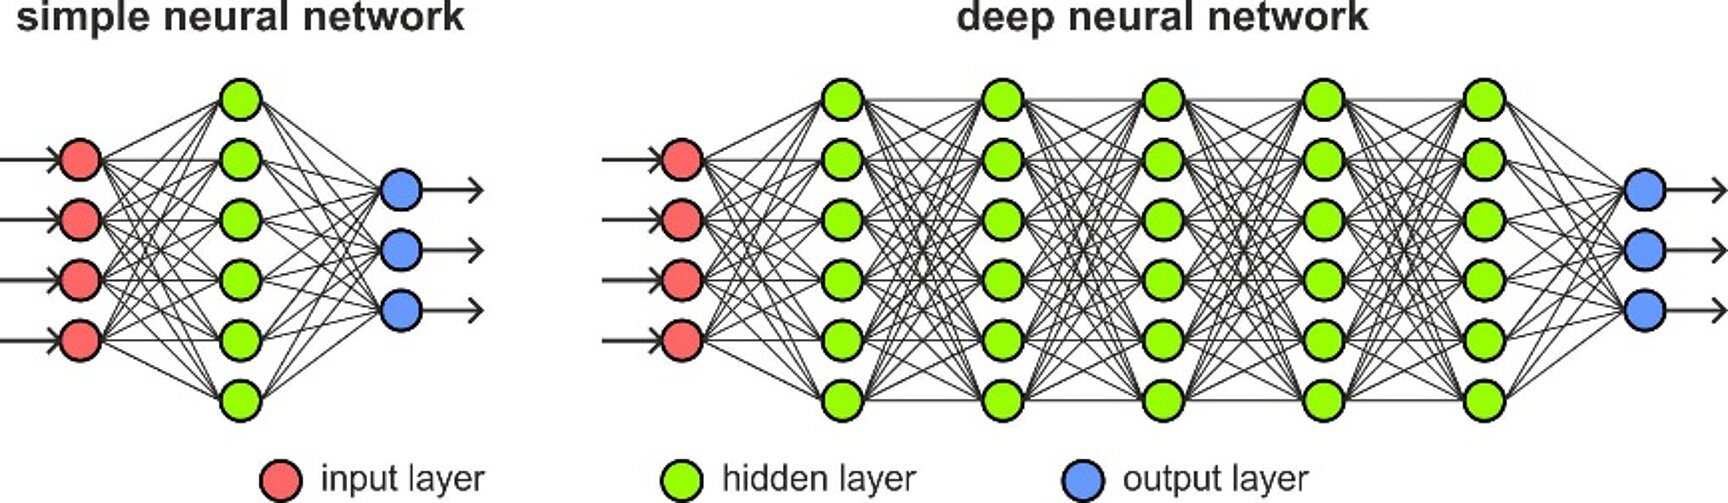 simple neural network
deep neural network
input layer
hidden layer
output layer